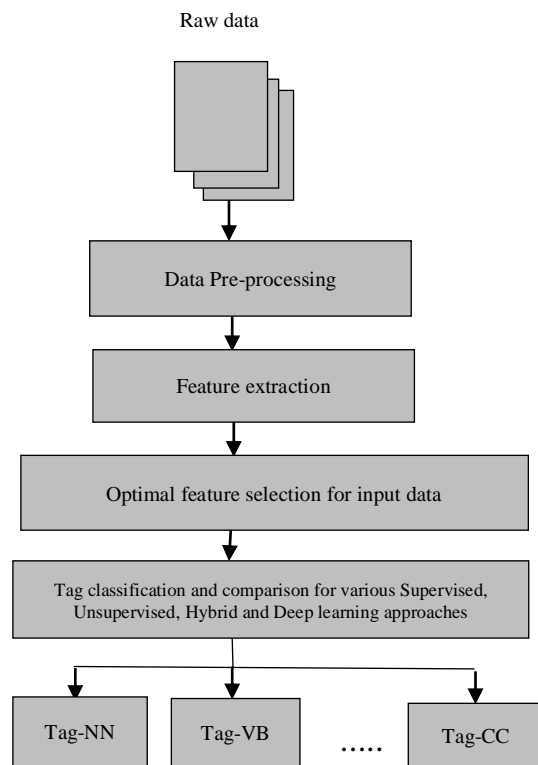 Raw data
Data Pre-processing
Feature extraction
Optimal feature selection for input data
Tag classification and comparison for various Supervised,
Unsupervised, Hybrid and Deep learning approaches
Tag-NN
Tag-VB
.....
Tag-CC